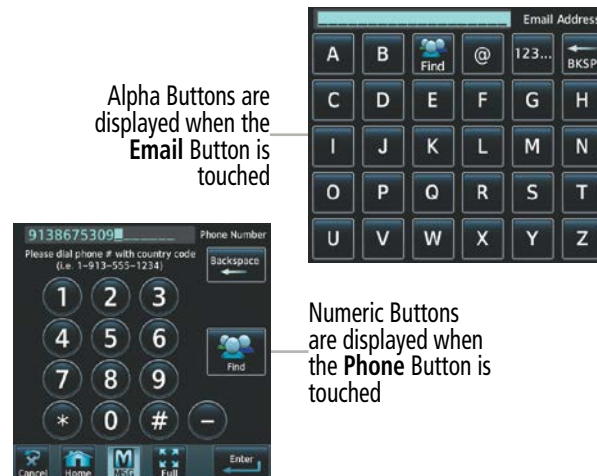 Email Address
A B Find @ 123... BKSP
C D E F G H
I J K L M N
O P Q R S T
U V W X Y Z
Alpha Buttons are
displayed when the
Email Button is
touched
9138675309 Phone Number
Please dial phone # with country code
(i.e. 1-913-555-1234)
Backspace
1 2 3
4 5 6
Find
7 8 9
* 0 # -
Cancel Home MSG Full Enter
Numeric Buttons
are displayed when
the Phone Button is
touched